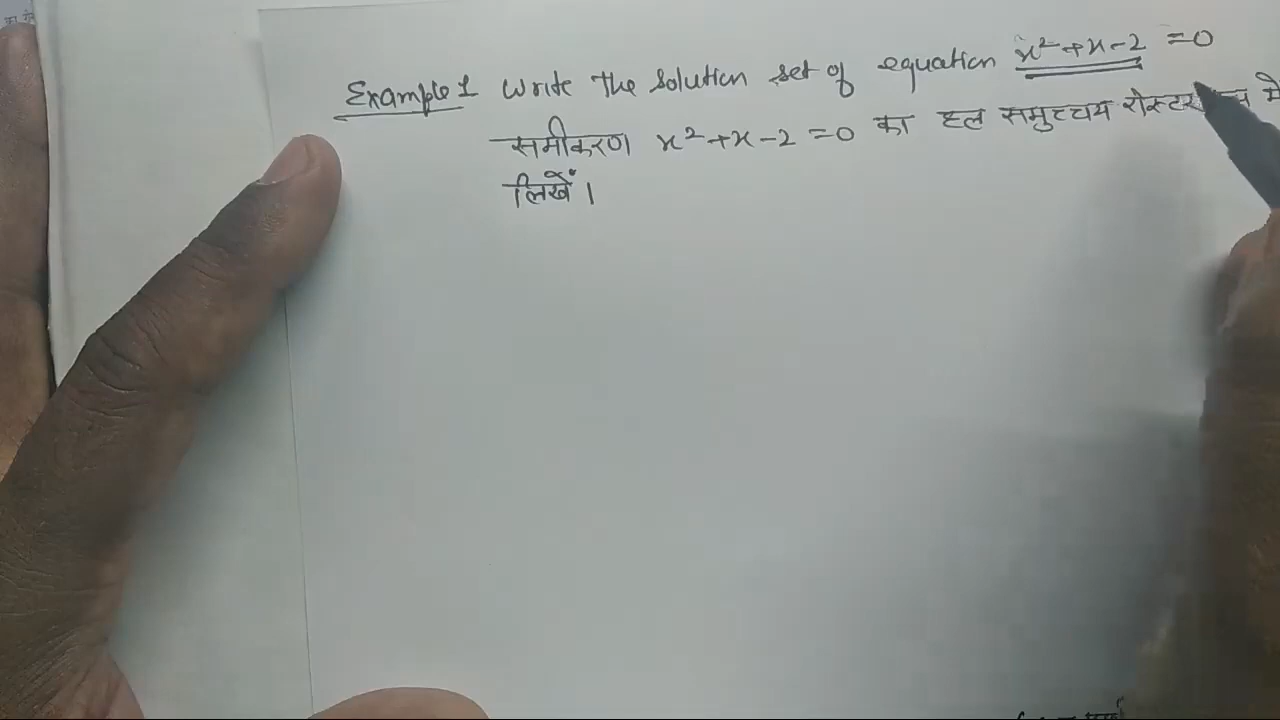 Example 1 Write the solution set of equation x² + x - 2 = 0
समीकरण x² + x - 2 = 0 का हल समुच्चय रोस्टर में
लिखें।